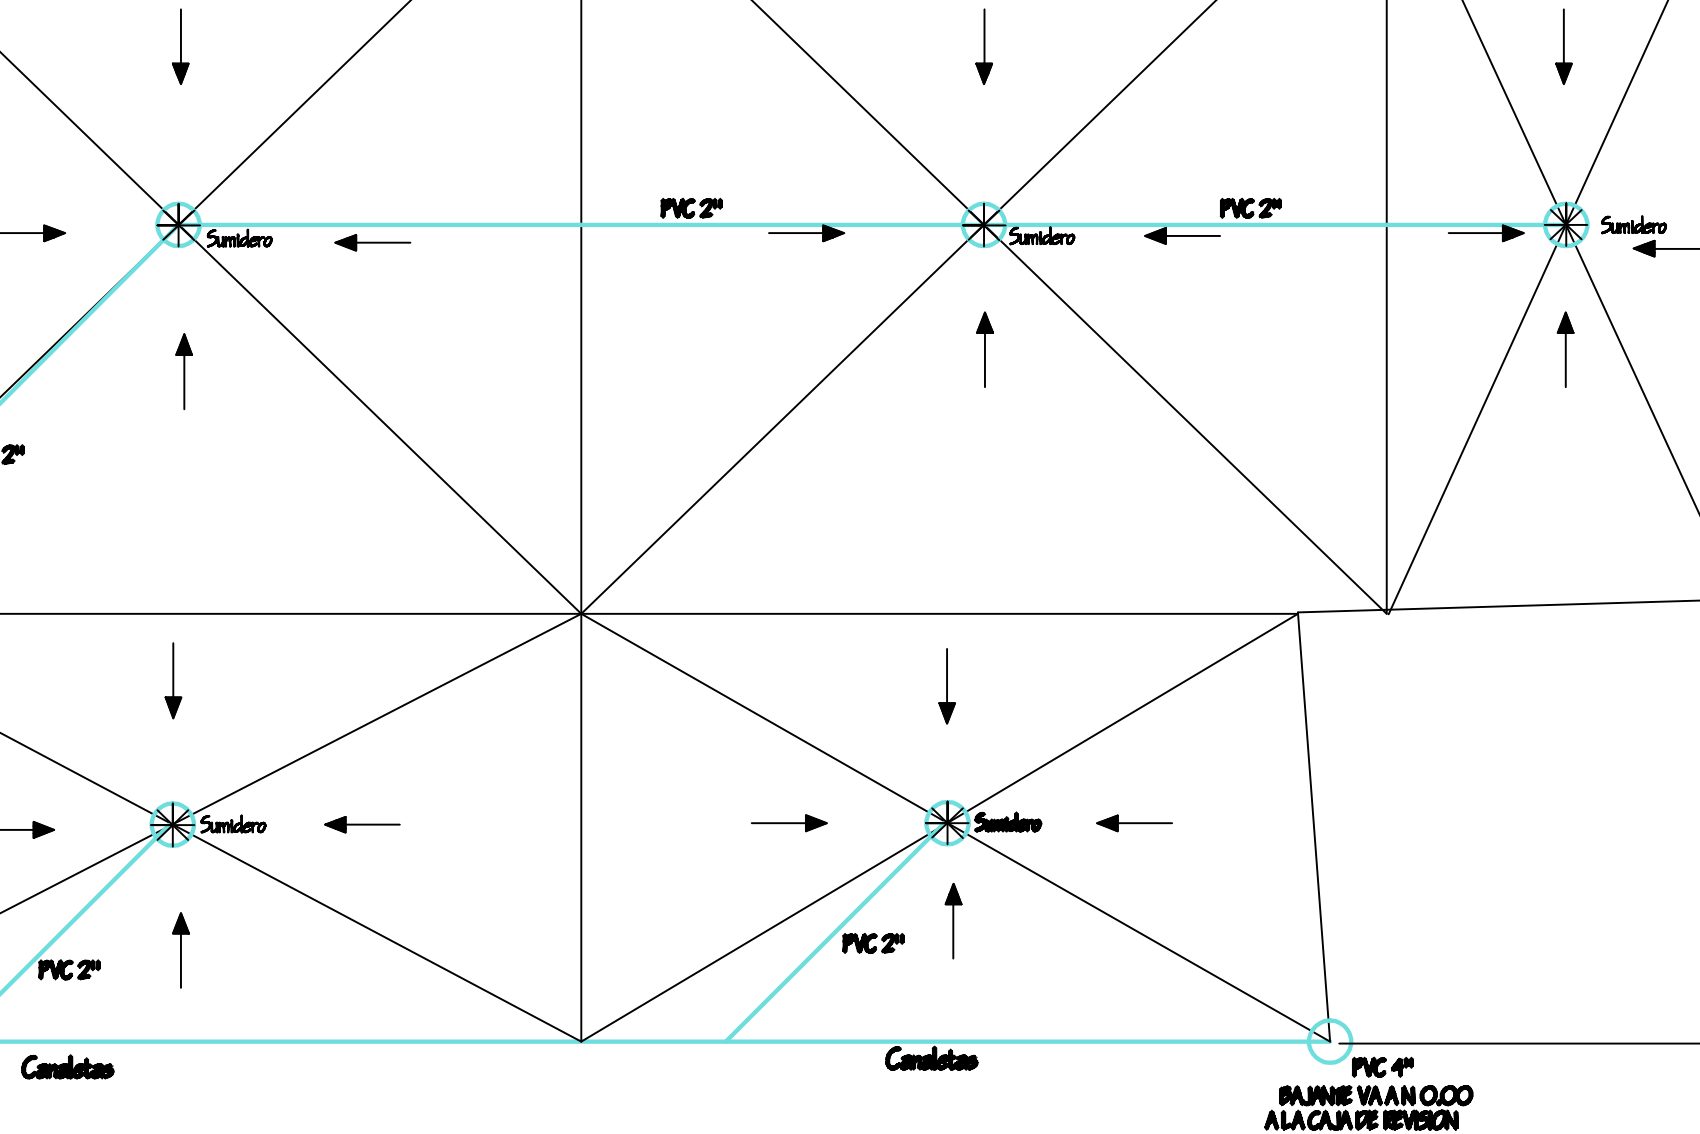 PVC 2"
PVC 2"
Sumidero
Sumidero
Sumidero
2"
Sumidero
Sumidero
PVC 2"
PVC 2"
Canaletas
Canaletas
PVC 4"
BAJANTE VA A N 0.00
A LA CAJA DE REVISION